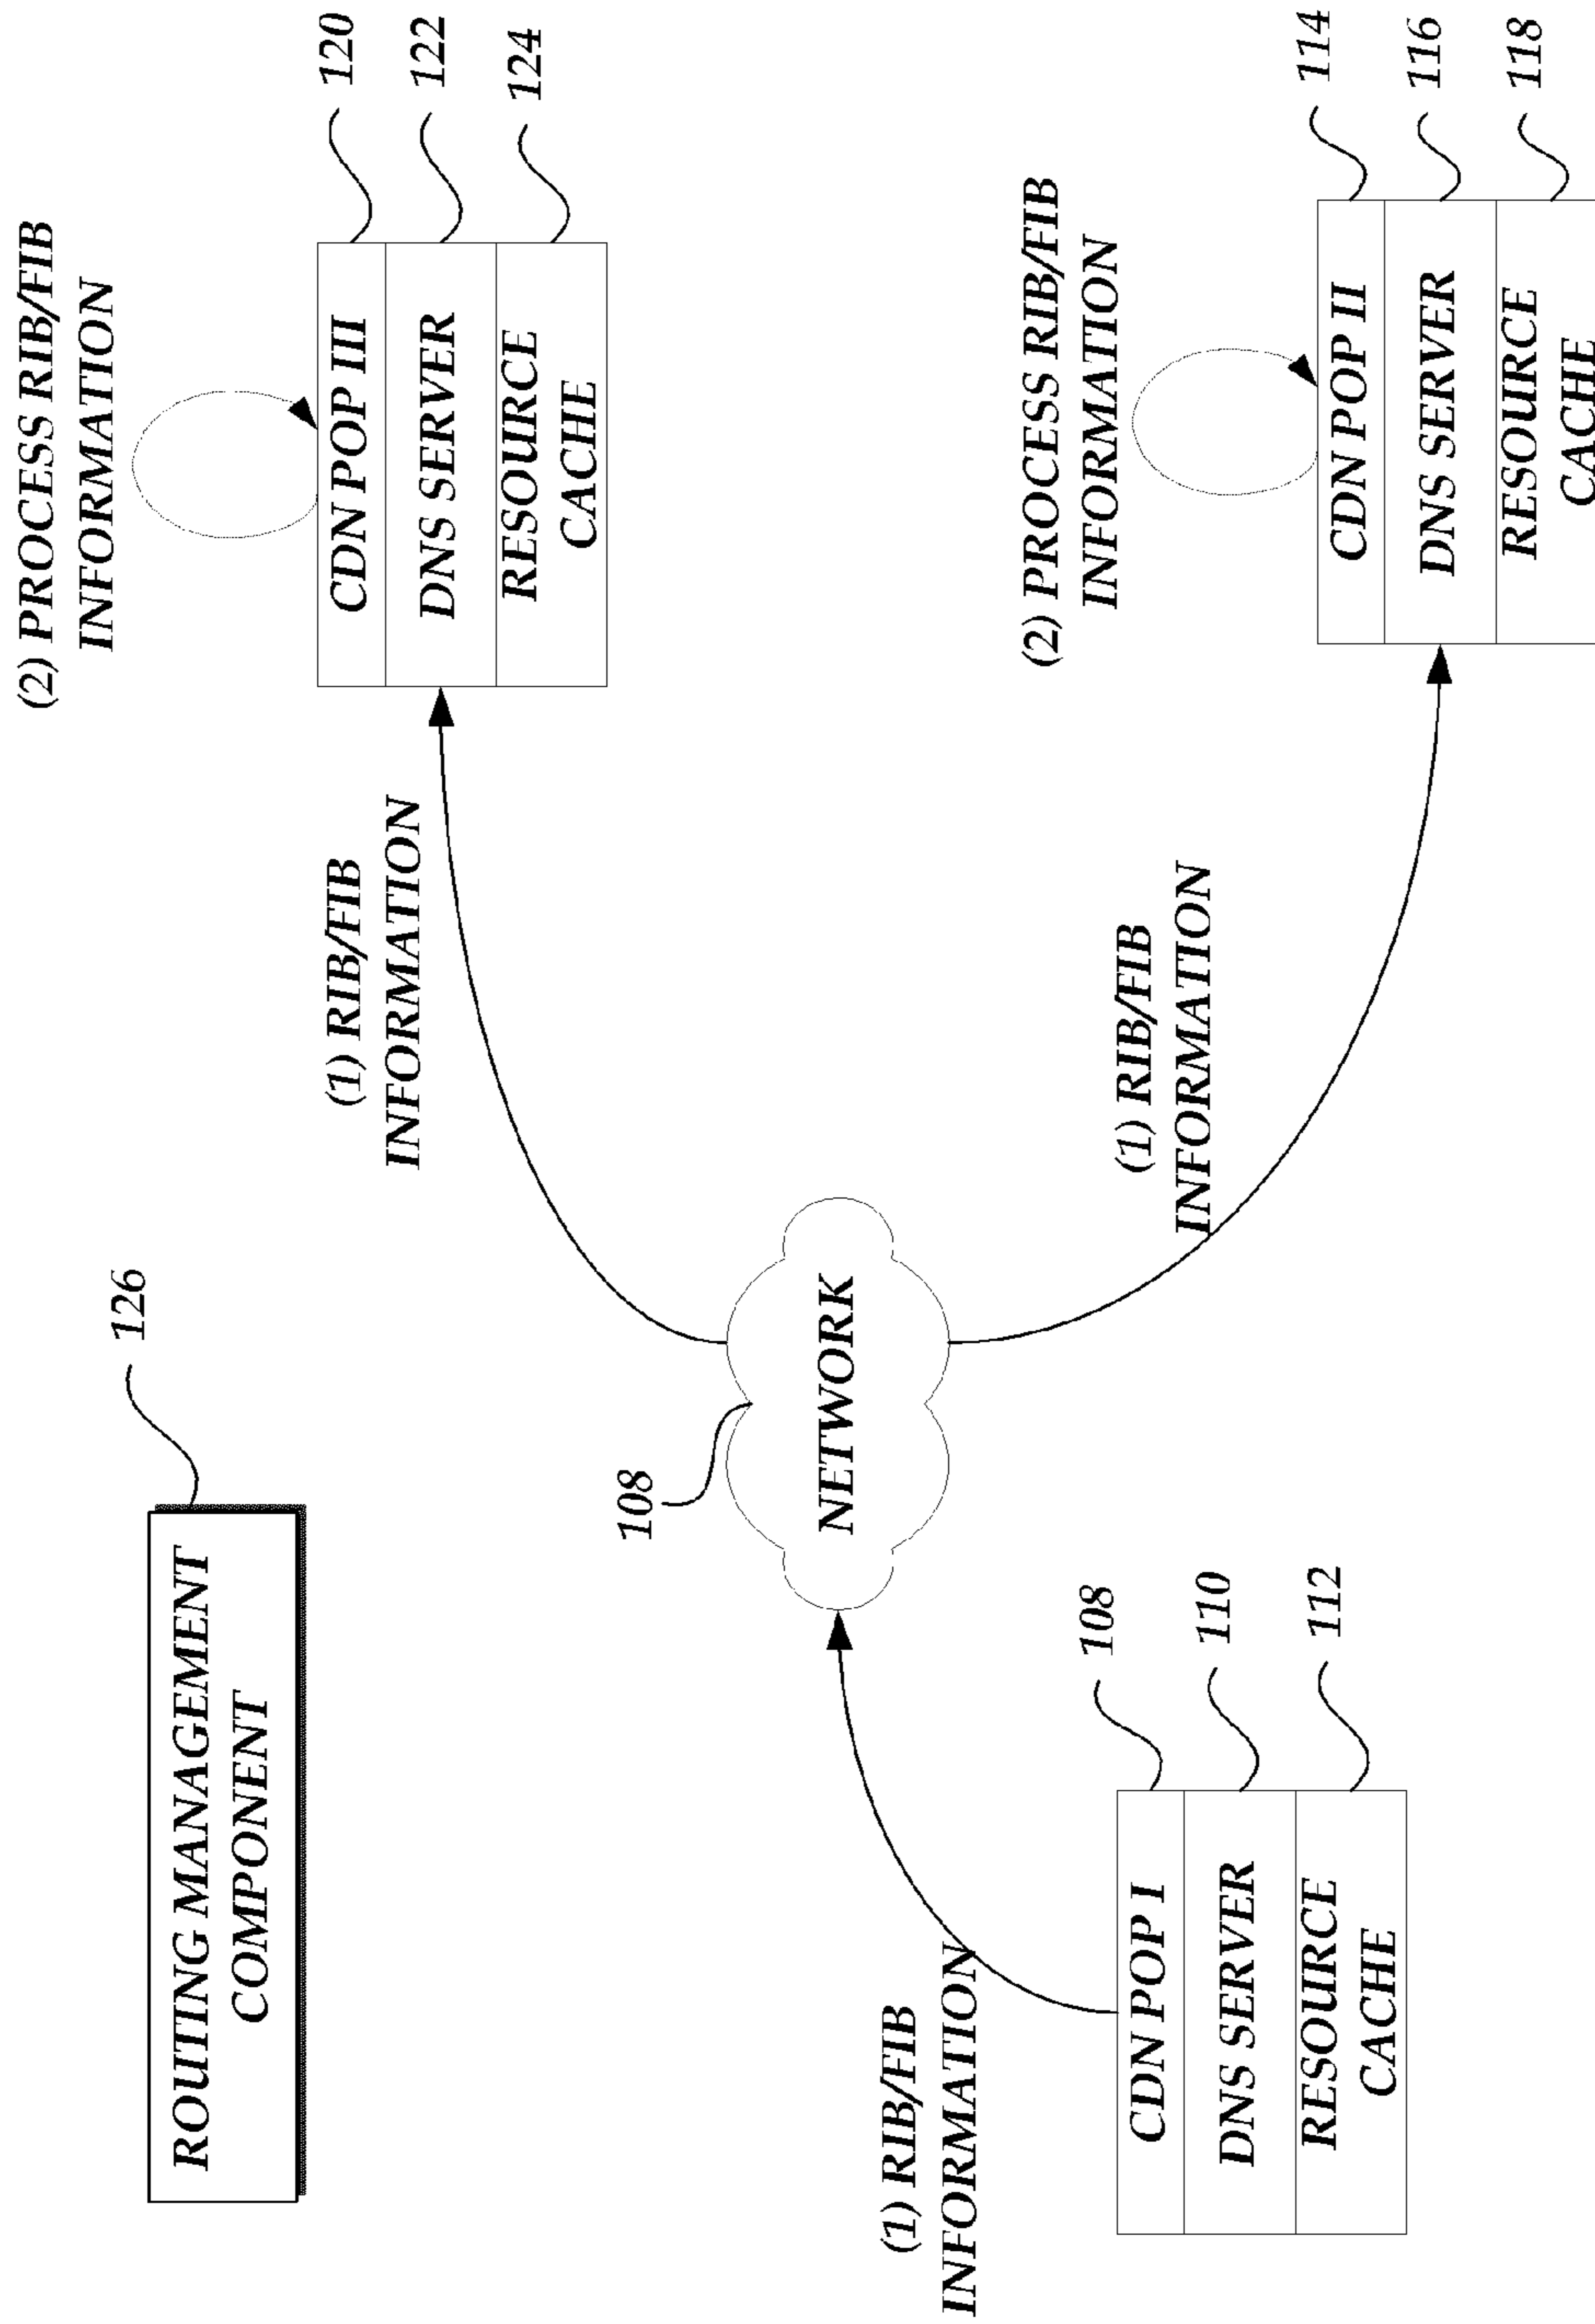 ROUTING MANAGEMENT
COMPONENT
126
(2) PROCESS RIB/FIB
INFORMATION
CDN POP III
DNS SERVER
RESOURCE
CACHE
120
122
124
(1) RIB/FIB
INFORMATION
108
NETWORK
(1) RIB/FIB
INFORMATION
CDN POP I
DNS SERVER
RESOURCE
CACHE
108
110
112
(1) RIB/FIB
INFORMATION
(2) PROCESS RIB/FIB
INFORMATION
CDN POP II
DNS SERVER
RESOURCE
CACHE
114
116
118